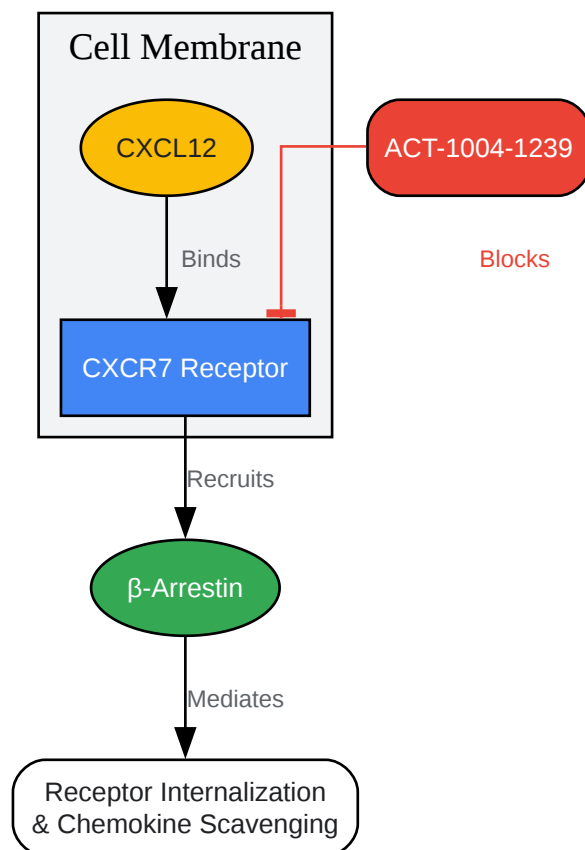 Cell Membrane
CXCL12
ACT-1004-1239
Binds
Blocks
CXCR7 Receptor
Recruits
β-Arrestin
Mediates
Receptor Internalization
& Chemokine Scavenging